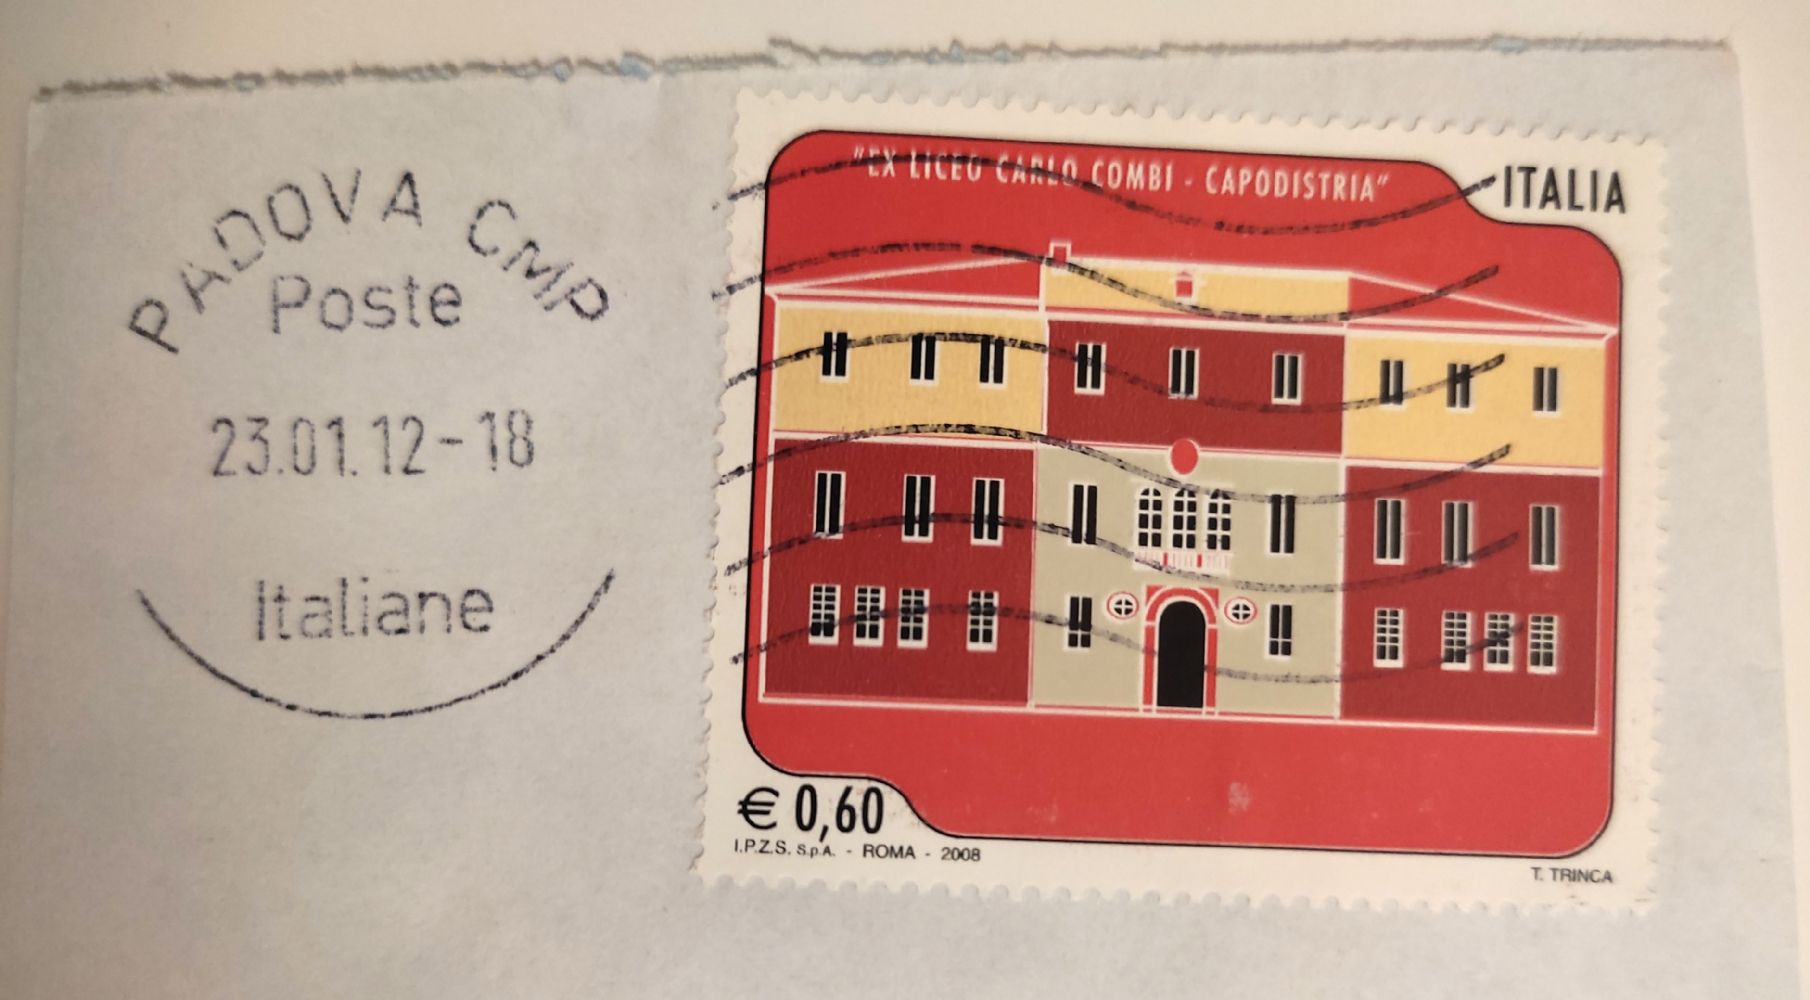 PADOVA CMP
Poste
23.01.12-18
Italiane
"EX LICEO CARLO COMBI - CAPODISTRIA"
ITALIA
€ 0,60
I.P.Z.S. S.p.A. - ROMA - 2008
T. TRINCA